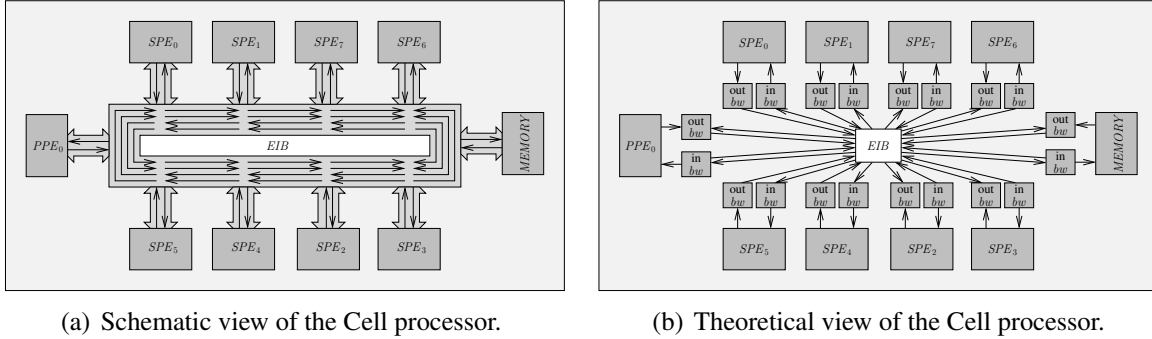 SPE₀ SPE₁ SPE₇ SPE₆
PPE₀ EIB MEMORY
SPE₅ SPE₄ SPE₂ SPE₃
(a) Schematic view of the Cell processor.
SPE₀ SPE₁ SPE₇ SPE₆
out in out in out in out in
bw bw bw bw bw bw bw bw
out out
bw bw
PPE₀ EIB MEMORY
in in
bw bw
out in out in out in out in
bw bw bw bw bw bw bw bw
SPE₅ SPE₄ SPE₂ SPE₃
(b) Theoretical view of the Cell processor.